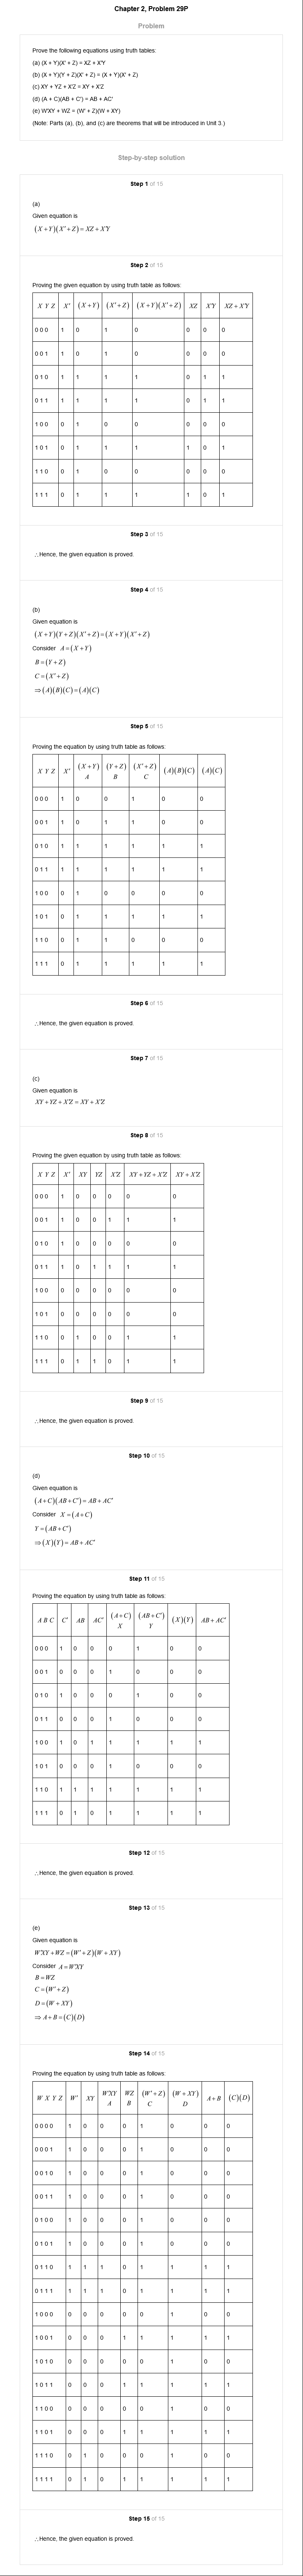 Chapter 2, Problem 29P
Problem
Prove the following equations using truth tables:
(a) (X + Y)(X' + Z) = XZ + X'Y
(b) (X + Y)(Y + Z)(X' + Z) = (X + Y)(X' + Z)
(c) XY + YZ + X'Z = XY + X'Z
(d) (A + C)(AB + C') = AB + AC'
(e) W'XY + WZ = (W' + Z)(W + XY)
(Note: Parts (a), (b), and (c) are theorems that will be introduced in Unit 3.)
Step-by-step solution
Step 1 of 15
(a)
Given equation is
(X+Y)(X'+Z) = XZ + X'Y
Step 2 of 15
Proving the given equation by using truth table as follows:
X Y Z X' (X+Y) (X'+Z) (X+Y)(X'+Z) XZ X'Y XZ+X'Y
0 0 0 1 0 1 0 0 0 0
0 0 1 1 0 1 0 0 0 0
0 1 0 1 1 1 1 0 1 1
0 1 1 1 1 1 1 0 1 1
1 0 0 0 1 0 0 0 0 0
1 0 1 0 1 1 1 1 0 1
1 1 0 0 1 0 0 0 0 0
1 1 1 0 1 1 1 1 0 1
Step 3 of 15
∴Hence, the given equation is proved.
Step 4 of 15
(b)
Given equation is
(X+Y)(Y+Z)(X'+Z) = (X+Y)(X'+Z)
Consider A = (X+Y)
B = (Y+Z)
C = (X'+Z)
⇒ (A)(B)(C) = (A)(C)
Step 5 of 15
Proving the equation by using truth table as follows:
X Y Z X' (X+Y) A (Y+Z) B (X'+Z) C (A)(B)(C) (A)(C)
0 0 0 1 0 0 1 0 0
0 0 1 1 0 1 1 0 0
0 1 0 1 1 1 1 1 1
0 1 1 1 1 1 1 1 1
1 0 0 0 1 0 0 0 0
1 0 1 0 1 1 1 1 1
1 1 0 0 1 1 0 0 0
1 1 1 0 1 1 1 1 1
Step 6 of 15
∴Hence, the given equation is proved.
Step 7 of 15
(c)
Given equation is
XY + YZ + X'Z = XY + X'Z
Step 8 of 15
Proving the given equation by using truth table as follows:
X Y Z X' XY YZ X'Z XY+YZ+X'Z XY+X'Z
0 0 0 1 0 0 0 0 0
0 0 1 1 0 0 1 1 1
0 1 0 1 0 0 0 0 0
0 1 1 1 0 1 1 1 1
1 0 0 0 0 0 0 0 0
1 0 1 0 0 0 0 0 0
1 1 0 0 1 0 0 1 1
1 1 1 0 1 1 0 1 1
Step 9 of 15
∴Hence, the given equation is proved.
Step 10 of 15
(d)
Given equation is
(A+C)(AB+C') = AB + AC'
Consider X = (A+C)
Y = (AB+C')
⇒ (X)(Y) = AB + AC'
Step 11 of 15
Proving the equation by using truth table as follows:
A B C C' AB AC' (A+C) X (AB+C') Y (X)(Y) AB+AC'
0 0 0 1 0 0 0 1 0 0
0 0 1 0 0 0 1 0 0 0
0 1 0 1 0 0 0 1 0 0
0 1 1 0 0 0 1 0 0 0
1 0 0 1 0 1 1 1 1 1
1 0 1 0 0 0 1 0 0 0
1 1 0 1 1 1 1 1 1 1
1 1 1 0 1 0 1 1 1 1
Step 12 of 15
∴Hence, the given equation is proved.
Step 13 of 15
(e)
Given equation is
W'XY + WZ = (W'+Z)(W+XY)
Consider A = W'XY
B = WZ
C = (W'+Z)
D = (W+XY)
⇒ A+B = (C)(D)
Step 14 of 15
Proving the equation by using truth table as follows:
W X Y Z W' XY W'XY A WZ B (W'+Z) C (W+XY) D A+B (C)(D)
0 0 0 0 1 0 0 0 1 0 0 0
0 0 0 1 1 0 0 0 1 0 0 0
0 0 1 0 1 0 0 0 1 0 0 0
0 0 1 1 1 0 0 0 1 0 0 0
0 1 0 0 1 0 0 0 1 0 0 0
0 1 0 1 1 0 0 0 1 0 0 0
0 1 1 0 1 1 1 0 1 1 1 1
0 1 1 1 1 1 1 0 1 1 1 1
1 0 0 0 0 0 0 0 0 1 0 0
1 0 0 1 0 0 0 1 1 1 1 1
1 0 1 0 0 0 0 0 0 1 0 0
1 0 1 1 0 0 0 1 1 1 1 1
1 1 0 0 0 0 0 0 0 1 0 0
1 1 0 1 0 0 0 1 1 1 1 1
1 1 1 0 0 1 0 0 0 1 0 0
1 1 1 1 0 1 0 1 1 1 1 1
Step 15 of 15
∴Hence, the given equation is proved.